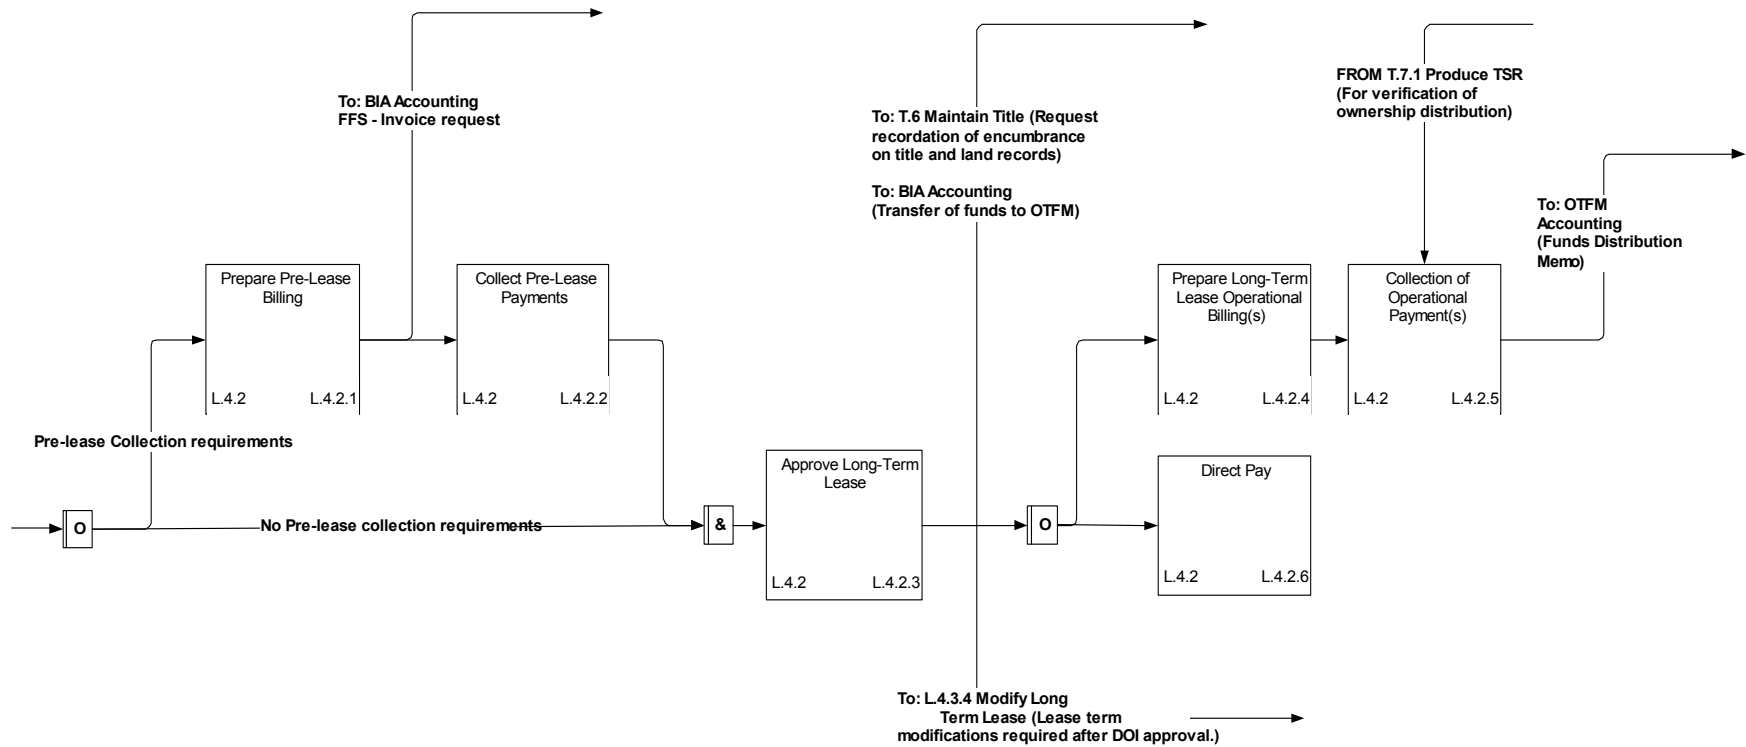 To: BIA Accounting
FFS - Invoice request
To: T.6 Maintain Title (Request
recordation of encumbrance
on title and land records)
To: BIA Accounting
(Transfer of funds to OTFM)
FROM T.7.1 Produce TSR
(For verification of
ownership distribution)
To: OTFM
Accounting
(Funds Distribution
Memo)
Prepare Pre-Lease
Billing
L.4.2 L.4.2.1
Collect Pre-Lease
Payments
L.4.2 L.4.2.2
Prepare Long-Term
Lease Operational
Billing(s)
L.4.2 L.4.2.4
Collection of
Operational
Payment(s)
L.4.2 L.4.2.5
Pre-lease Collection requirements
O
No Pre-lease collection requirements
&
Approve Long-Term
Lease
L.4.2 L.4.2.3
O
Direct Pay
L.4.2 L.4.2.6
To: L.4.3.4 Modify Long
Term Lease (Lease term
modifications required after DOI approval.)